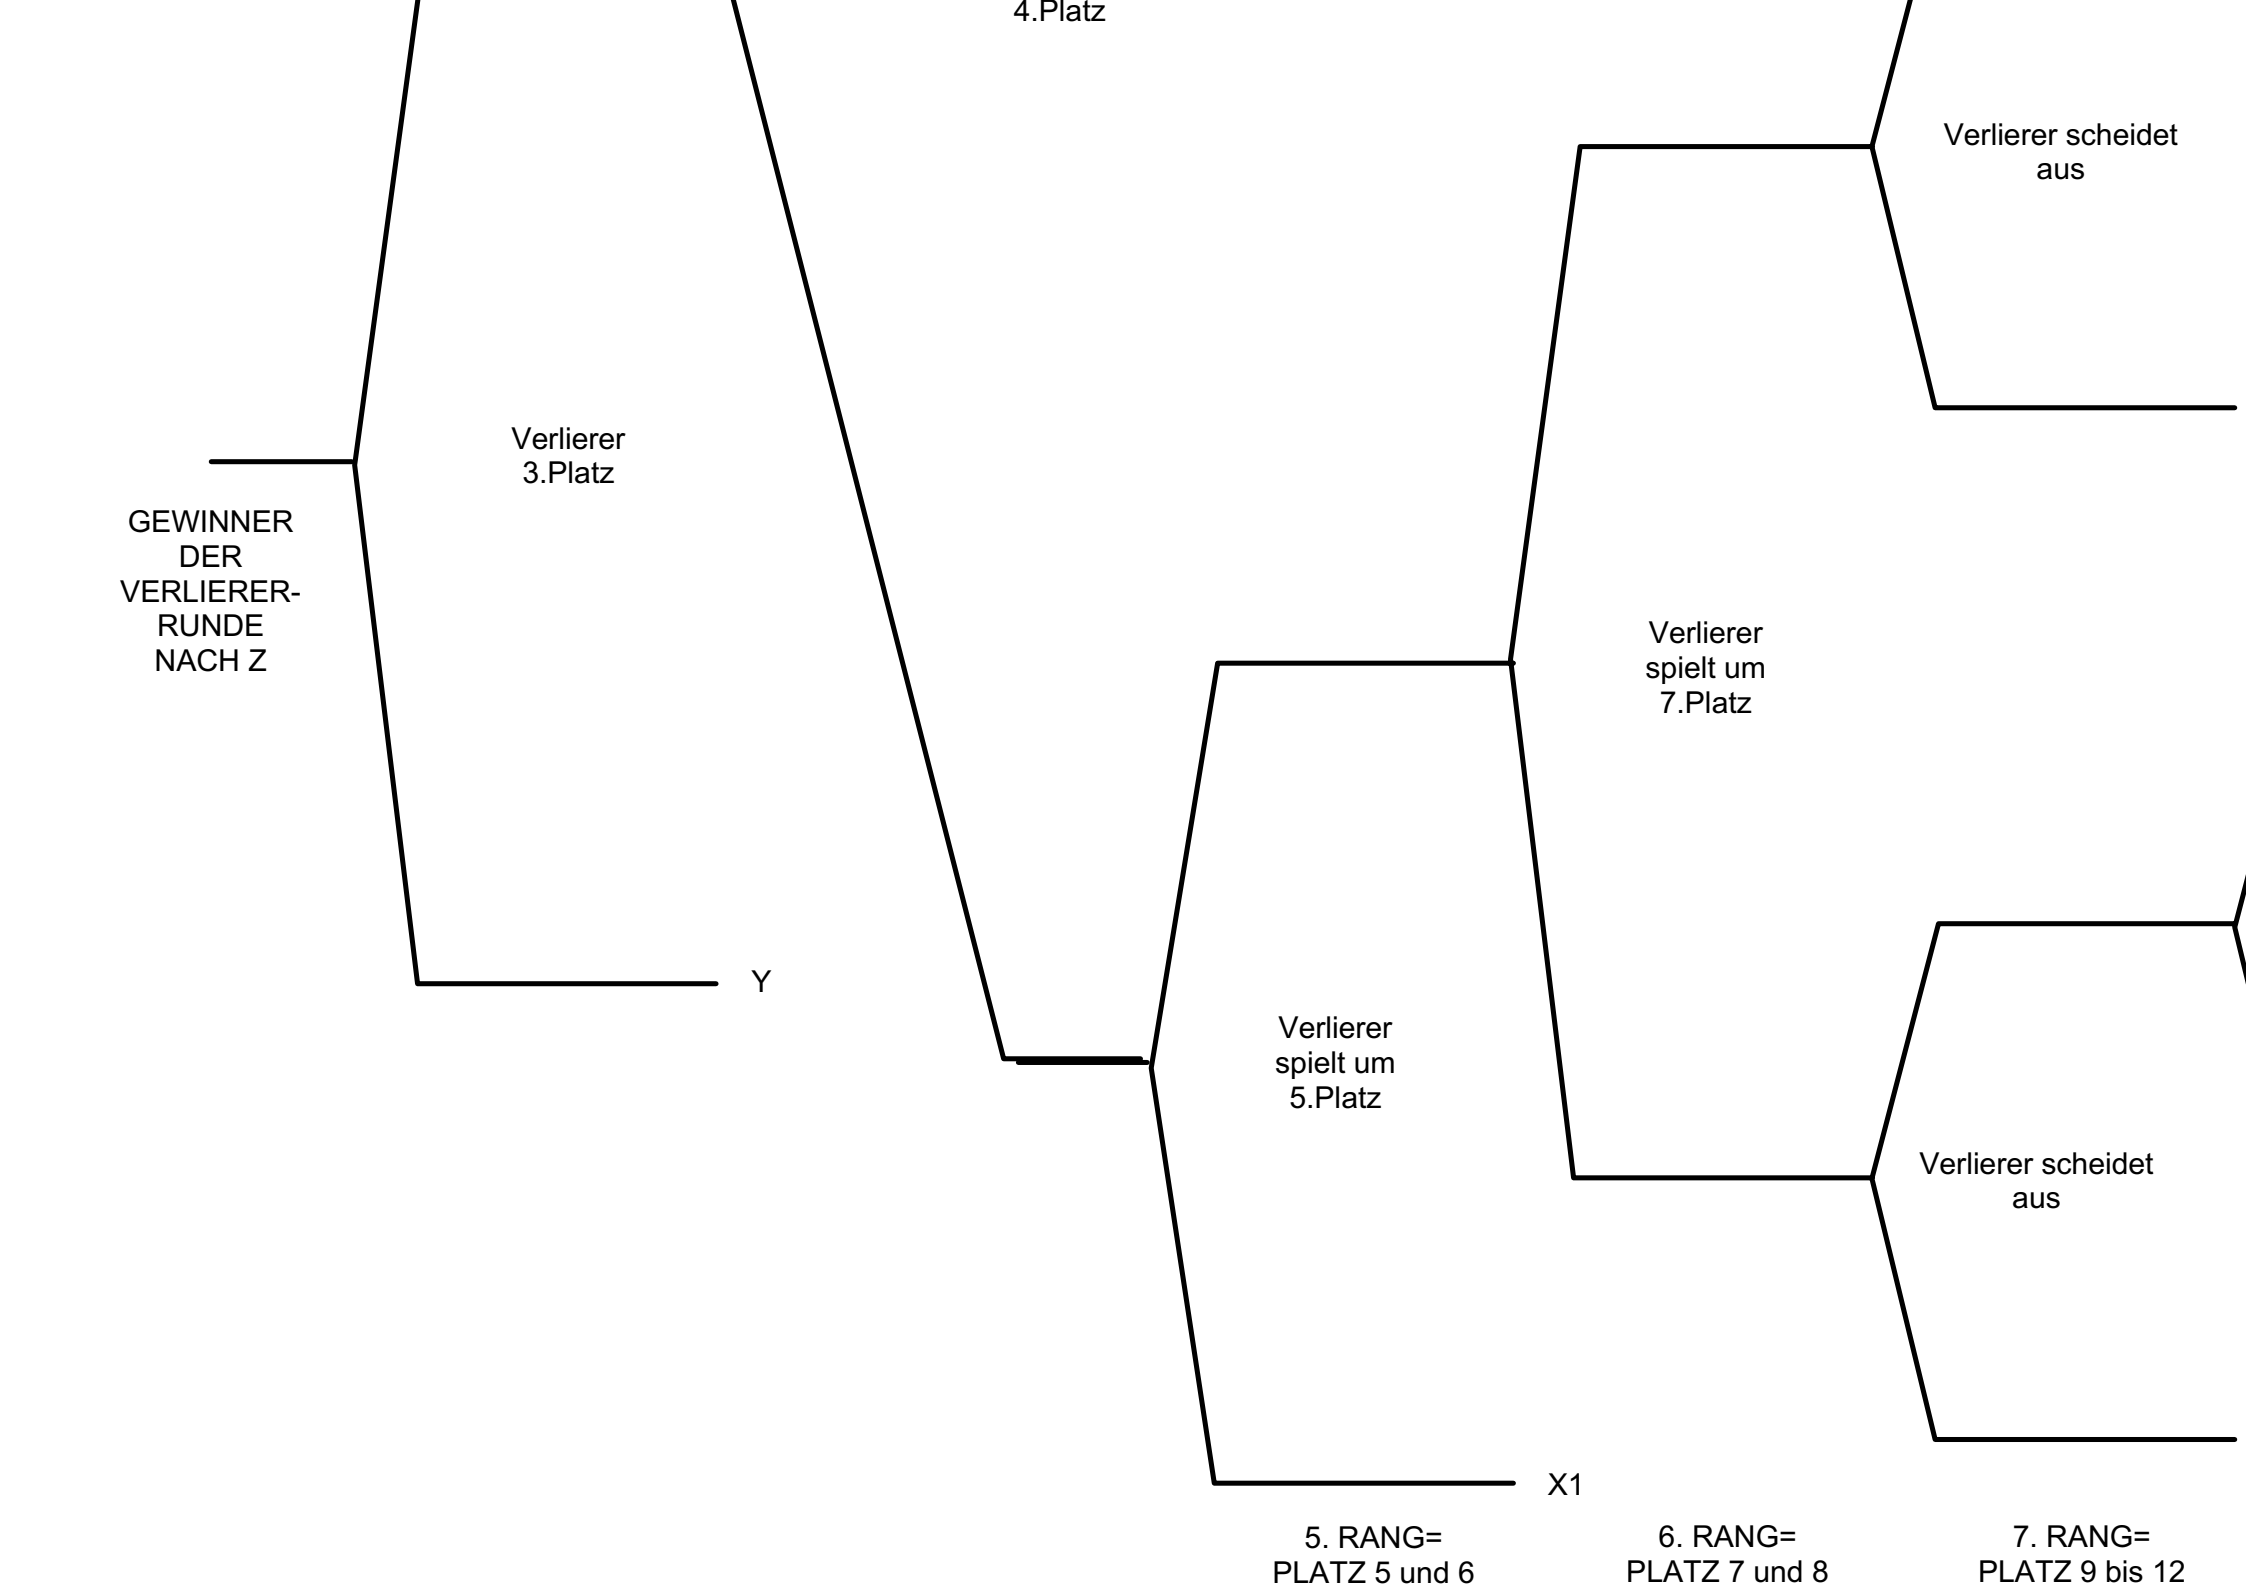 4.Platz
Verlierer scheidet
aus
Verlierer
3.Platz
GEWINNER
DER
VERLIERER-
RUNDE
NACH Z
Verlierer
spielt um
7.Platz
Y
Verlierer
spielt um
5.Platz
Verlierer scheidet
aus
X1
5. RANG=
PLATZ 5 und 6
6. RANG=
PLATZ 7 und 8
7. RANG=
PLATZ 9 bis 12